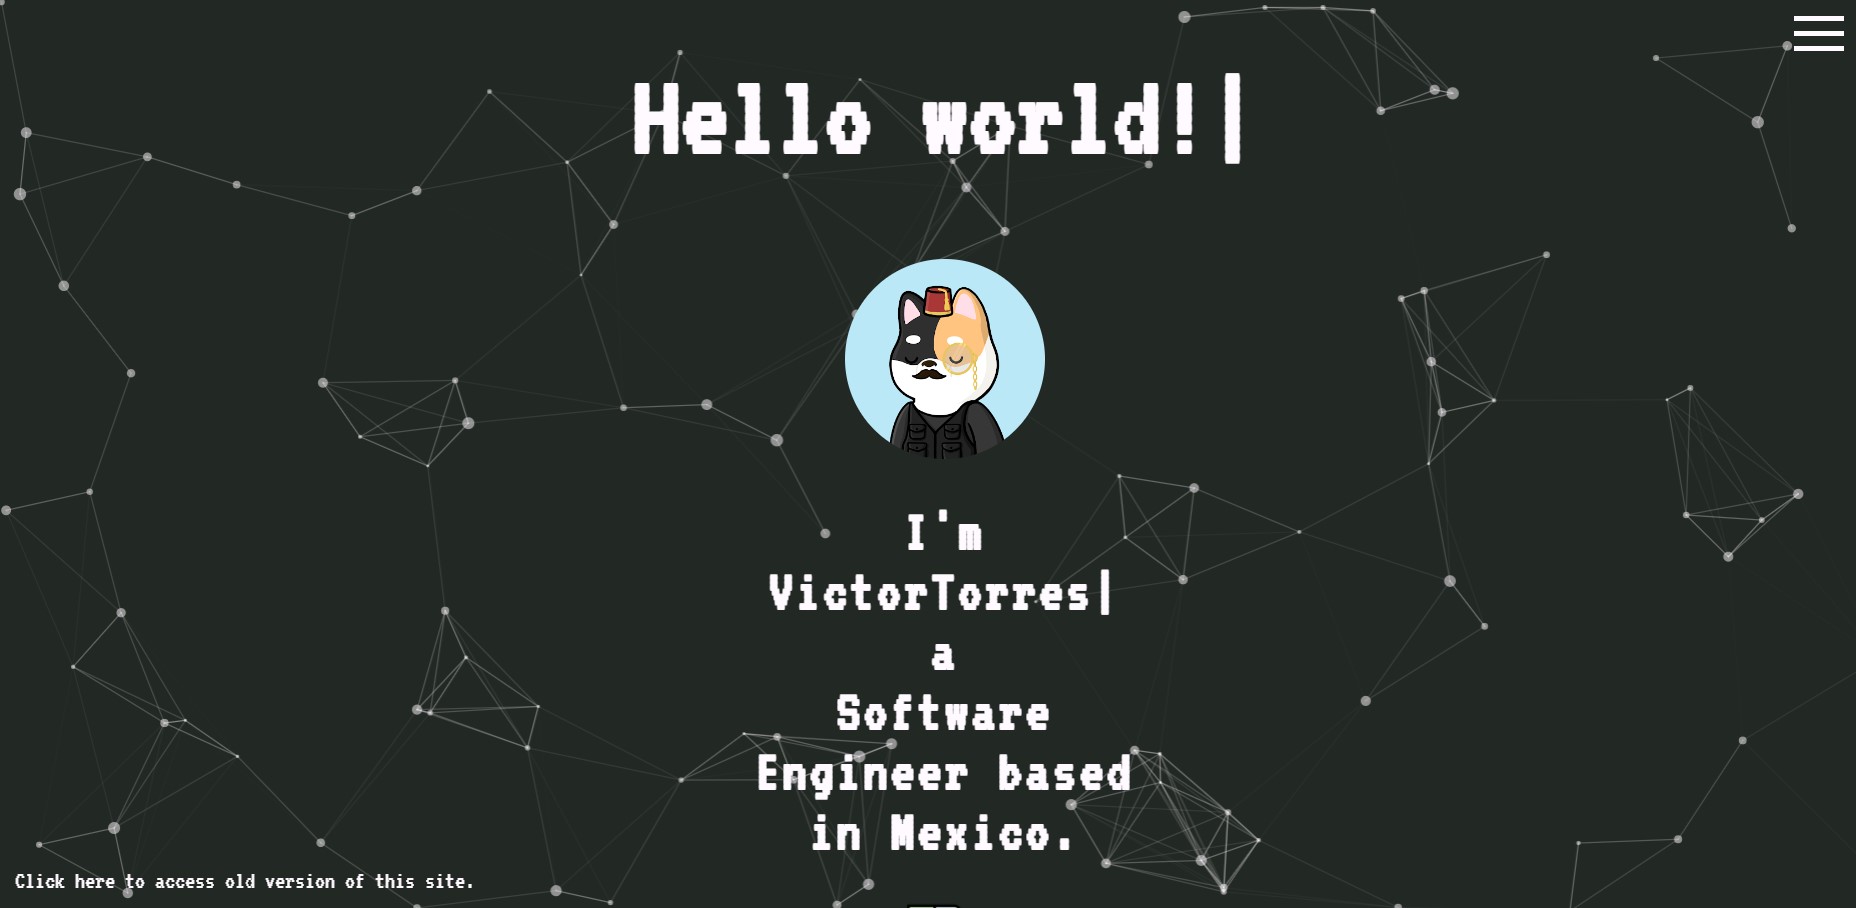 Hello world!|
I'm
VictorTorres|
a
Software
Engineer based
in Mexico.
Click here to access old version of this site.